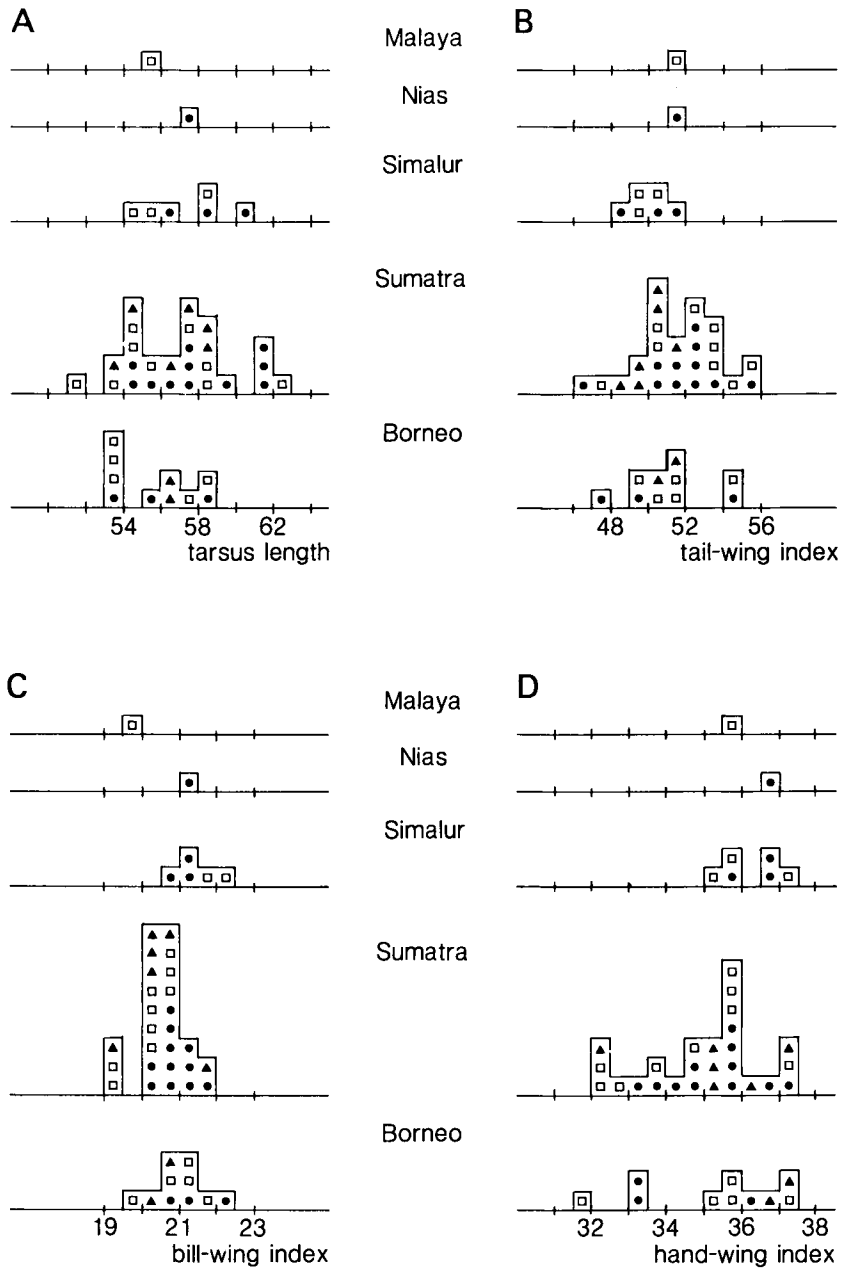 A
B
Malaya
Nias
Simalur
Sumatra
Borneo
54 58 62
48 52 56
tarsus length
tail-wing index
C
D
Malaya
Nias
Simalur
Sumatra
Borneo
19 21 23
32 34 36 38
bill-wing index
hand-wing index